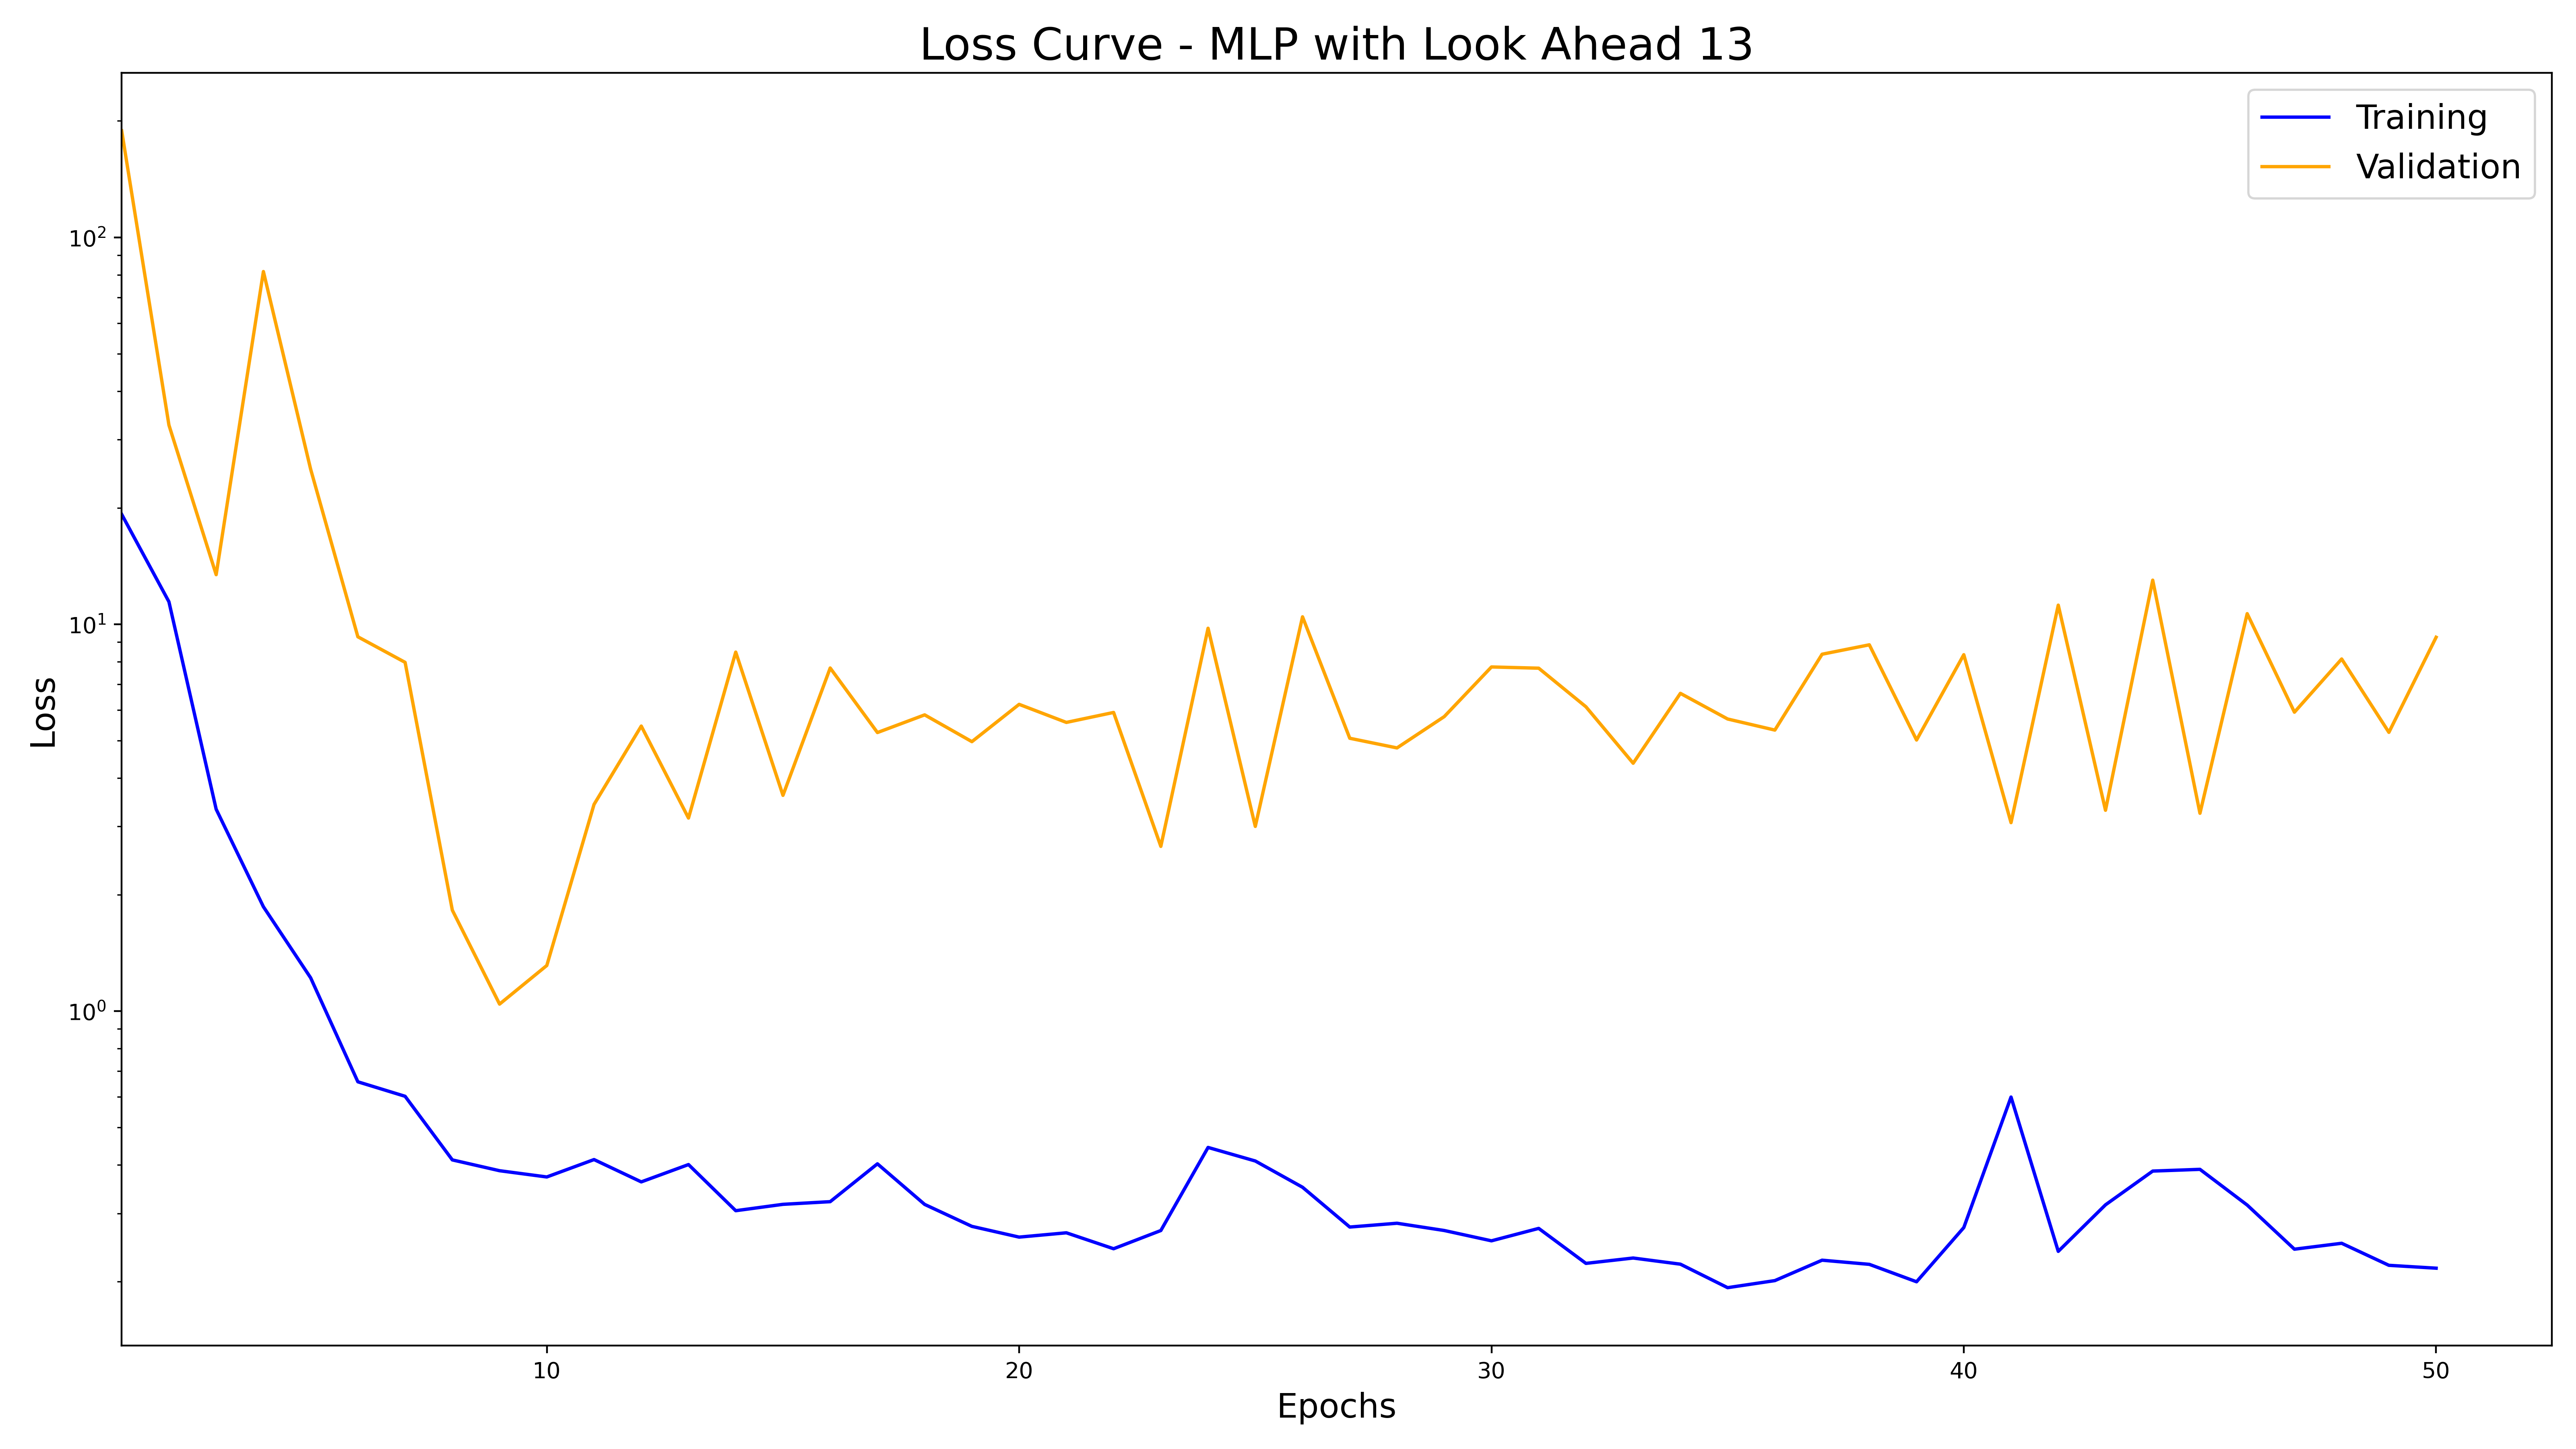 Loss Curve - MLP with Look Ahead 13
Training
Validation
10²
10¹
10⁰
Loss
10 20 30 40 50
Epochs